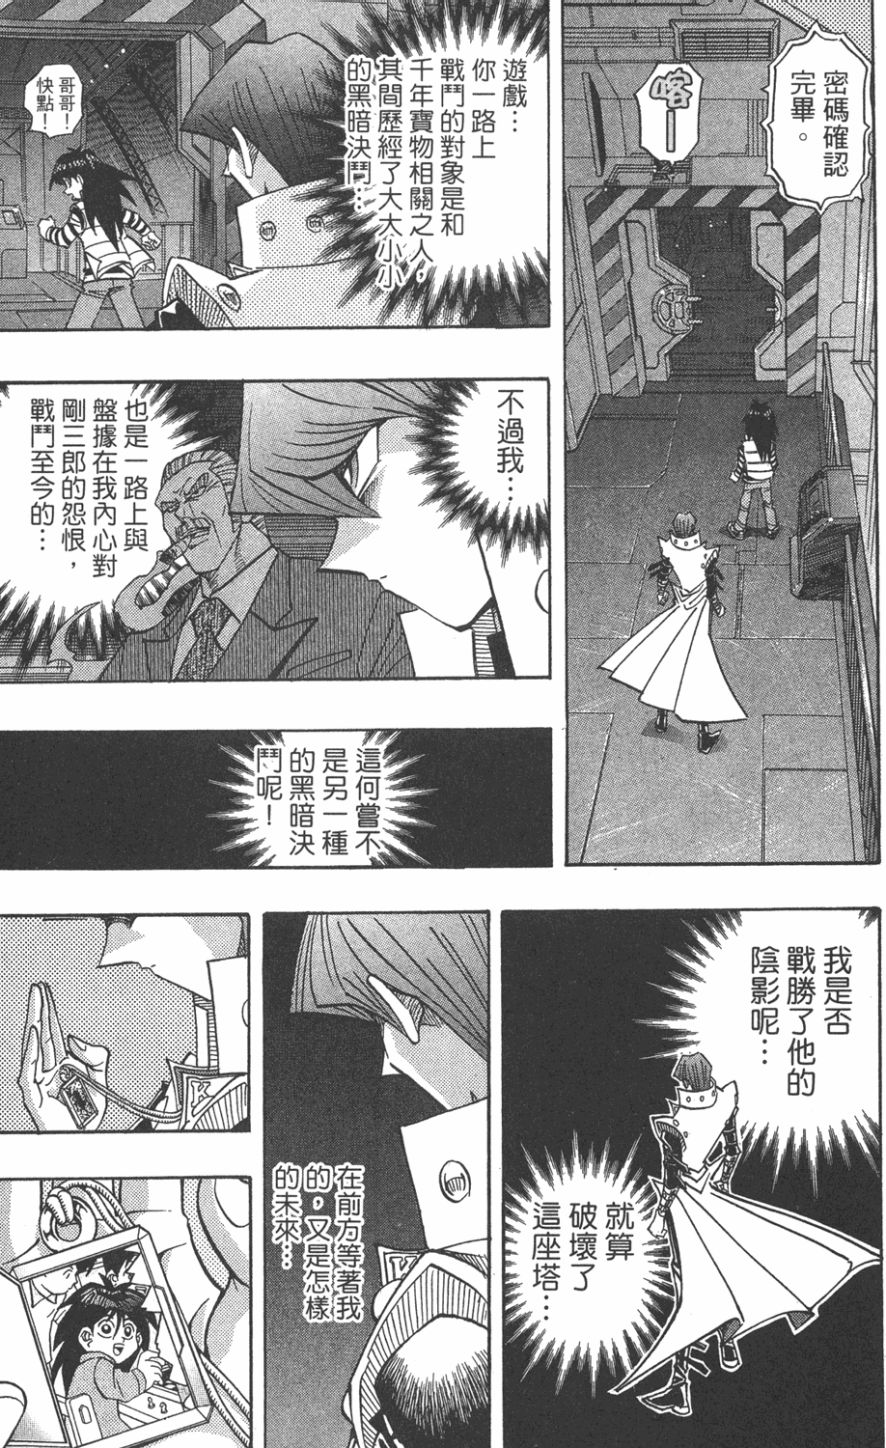 密碼確認
完畢。
喀—
遊戲…
你一路上
戰鬥的對象是和
千年寶物相關之人，
其間歷經了大大小小
的黑暗決鬥…
哥哥！
快點！
不過我…
也是一路上與
盤據在我內心對
剛三郎的怨恨，
戰鬥至今的…
這何嘗不
是另一種
的黑暗決
鬥呢！
我是否
戰勝了他的
陰影呢…
就算
破壞了
這座塔…
在前方等著我
的，又是怎樣
的未來…